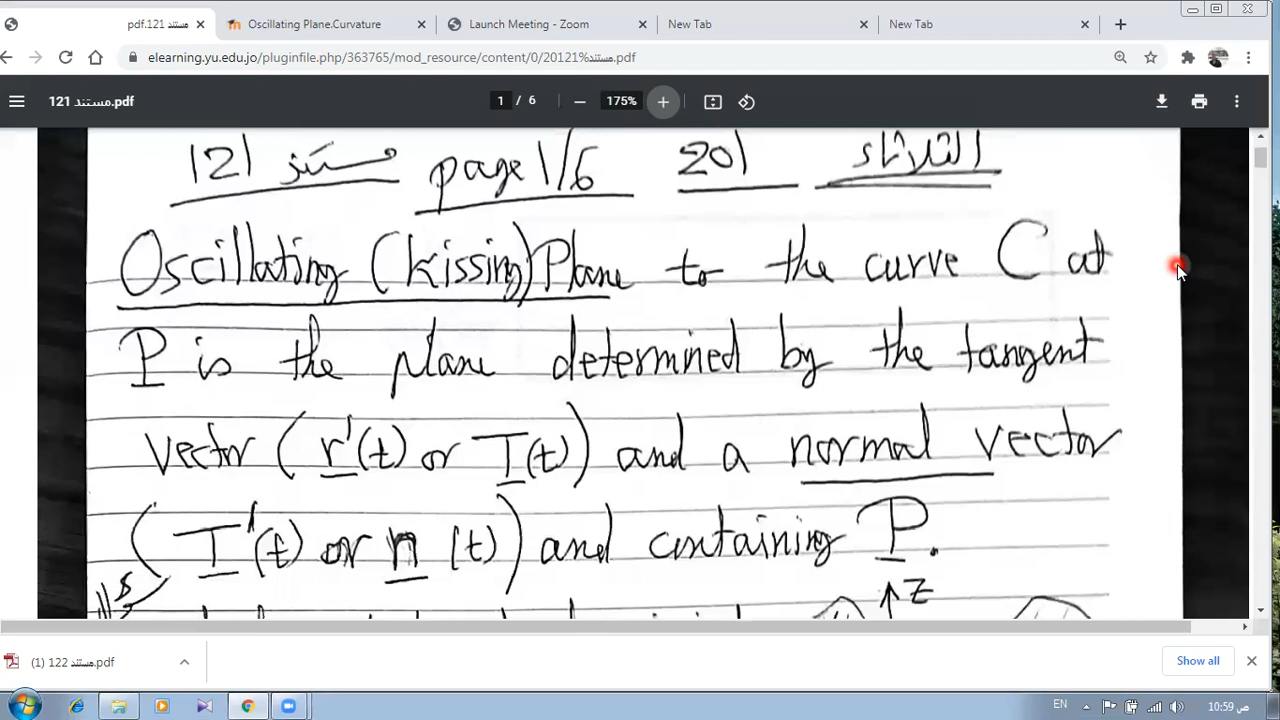 pdf.121 مستند
Oscillating Plane.Curvature
Launch Meeting - Zoom
New Tab
New Tab
elearning.yu.edu.jo/pluginfile.php/363765/mod_resource/content/0/20121%مستند.pdf
121 مستند.pdf
1 / 6
175%
مستند 121 page 1/6 201 الثلاثاء
Oscillating (Kissing) Plane to the curve C at
P is the plane determined by the tangent
vector (r'(t) or T(t)) and a normal vector
(T'(t) or n (t)) and containing P.
z
(1) 122 مستند.pdf
Show all
EN
10:59 ص